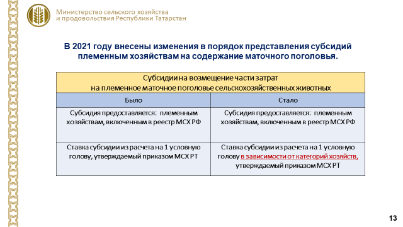 Министерство сельского хозяйства
и продовольствия Республики Татарстан
В 2021 году внесены изменения в порядок представления субсидий
племенным хозяйствам на содержание маточного поголовья.
Субсидии на возмещение части затрат
на племенное маточное поголовье сельскохозяйственных животных
Было
Стало
Субсидия предоставляется: племенным
хозяйствам, включенным в реестр МСХ РФ
Субсидия предоставляется: племенным
хозяйствам, включенным в реестр МСХ РФ
Ставка субсидии из расчета на 1 условную
голову, утверждаемый приказом МСХ РТ
Ставка субсидии из расчета на 1 условную
голову в зависимости от категорий хозяйств,
утверждаемый приказом МСХ РТ
13